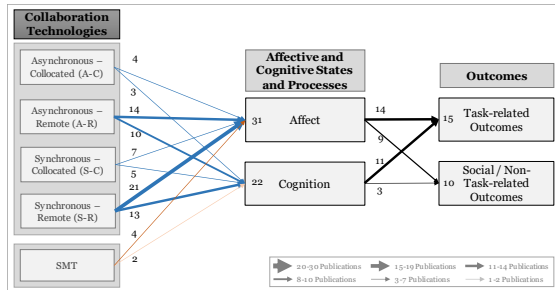 Collaboration
Technologies
Asynchronous –
Collocated (A-C)
Asynchronous –
Remote (A-R)
Synchronous –
Collocated (S-C)
Synchronous –
Remote (S-R)
SMT
4
3
14
10
7
5
21
13
4
2
Affective and
Cognitive States
and Processes
31
Affect
22
Cognition
14
9
11
3
Outcomes
15
Task-related
Outcomes
10
Social / Non-
Task-related
Outcomes
20-30 Publications
15-19 Publications
11-14 Publications
8-10 Publications
3-7 Publications
1-2 Publications